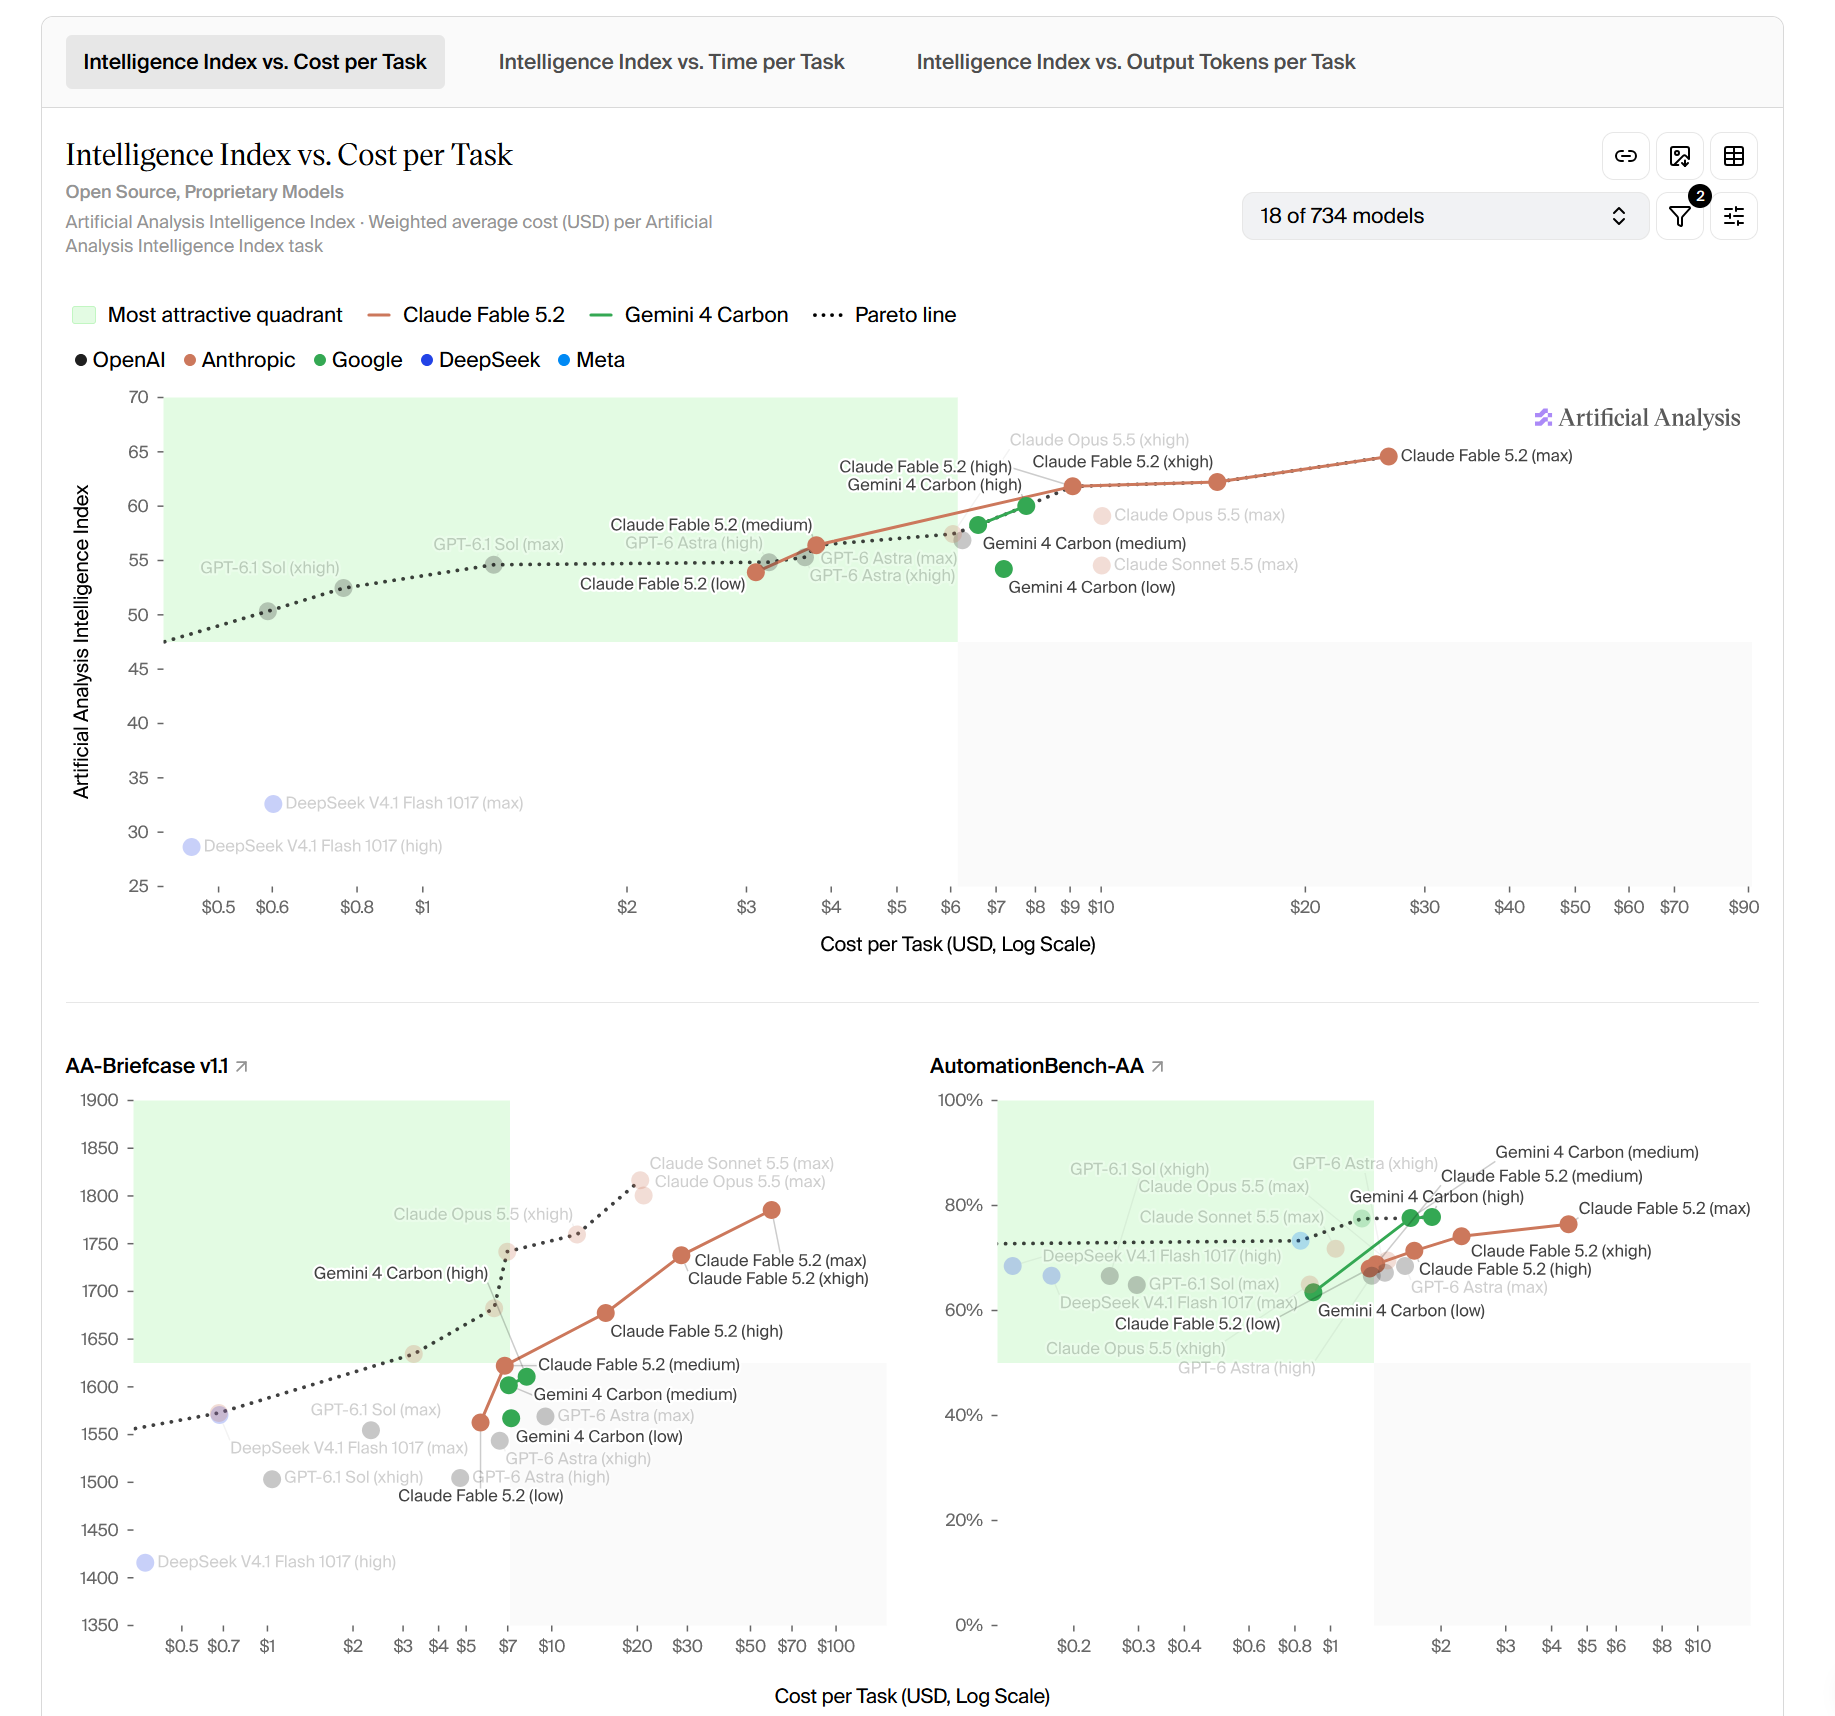 Intelligence Index vs. Cost per Task
Intelligence Index vs. Time per Task
Intelligence Index vs. Output Tokens per Task
Intelligence Index vs. Cost per Task
Open Source, Proprietary Models
Artificial Analysis Intelligence Index · Weighted average cost (USD) per Artificial
Analysis Intelligence Index task
18 of 734 models
2
Most attractive quadrant
Claude Fable 5.2
Gemini 4 Carbon
Pareto line
OpenAI
Anthropic
Google
DeepSeek
Meta
Artificial Analysis Intelligence Index
70
65
60
55
50
45
40
35
30
25
Artificial Analysis
Claude Opus 5.5 (xhigh)
Claude Fable 5.2 (high)
Claude Fable 5.2 (xhigh)
Claude Fable 5.2 (max)
Gemini 4 Carbon (high)
Claude Opus 5.5 (max)
Claude Fable 5.2 (medium)
GPT-6 Astra (high)
GPT-6.1 Sol (max)
Gemini 4 Carbon (medium)
GPT-6 Astra (max)
GPT-6.1 Sol (xhigh)
Claude Sonnet 5.5 (max)
GPT-6 Astra (xhigh)
Claude Fable 5.2 (low)
Gemini 4 Carbon (low)
DeepSeek V4.1 Flash 1017 (max)
DeepSeek V4.1 Flash 1017 (high)
$0.5
$0.6
$0.8
$1
$2
$3
$4
$5
$6
$7
$8
$9
$10
$20
$30
$40
$50
$60
$70
$90
Cost per Task (USD, Log Scale)
AA-Briefcase v1.1
1900
1850
1800
1750
1700
1650
1600
1550
1500
1450
1400
1350
Claude Sonnet 5.5 (max)
Claude Opus 5.5 (max)
Claude Opus 5.5 (xhigh)
Claude Fable 5.2 (max)
Gemini 4 Carbon (high)
Claude Fable 5.2 (xhigh)
Claude Fable 5.2 (high)
Claude Fable 5.2 (medium)
Gemini 4 Carbon (medium)
GPT-6.1 Sol (max)
GPT-6 Astra (max)
Gemini 4 Carbon (low)
DeepSeek V4.1 Flash 1017 (max)
GPT-6 Astra (xhigh)
GPT-6.1 Sol (xhigh)
GPT-6 Astra (high)
Claude Fable 5.2 (low)
DeepSeek V4.1 Flash 1017 (high)
$0.5
$0.7
$1
$2
$3
$4
$5
$7
$10
$20
$30
$50
$70
$100
AutomationBench-AA
100%
80%
60%
40%
20%
0%
Gemini 4 Carbon (medium)
GPT-6 Astra (xhigh)
GPT-6.1 Sol (xhigh)
Claude Fable 5.2 (medium)
Claude Opus 5.5 (max)
Gemini 4 Carbon (high)
Claude Fable 5.2 (max)
Claude Sonnet 5.5 (max)
Claude Fable 5.2 (xhigh)
DeepSeek V4.1 Flash 1017 (high)
Claude Fable 5.2 (high)
GPT-6.1 Sol (max)
GPT-6 Astra (max)
DeepSeek V4.1 Flash 1017 (max)
Gemini 4 Carbon (low)
Claude Fable 5.2 (low)
Claude Opus 5.5 (xhigh)
GPT-6 Astra (high)
$0.2
$0.3
$0.4
$0.6
$0.8
$1
$2
$3
$4
$5
$6
$8
$10
Cost per Task (USD, Log Scale)